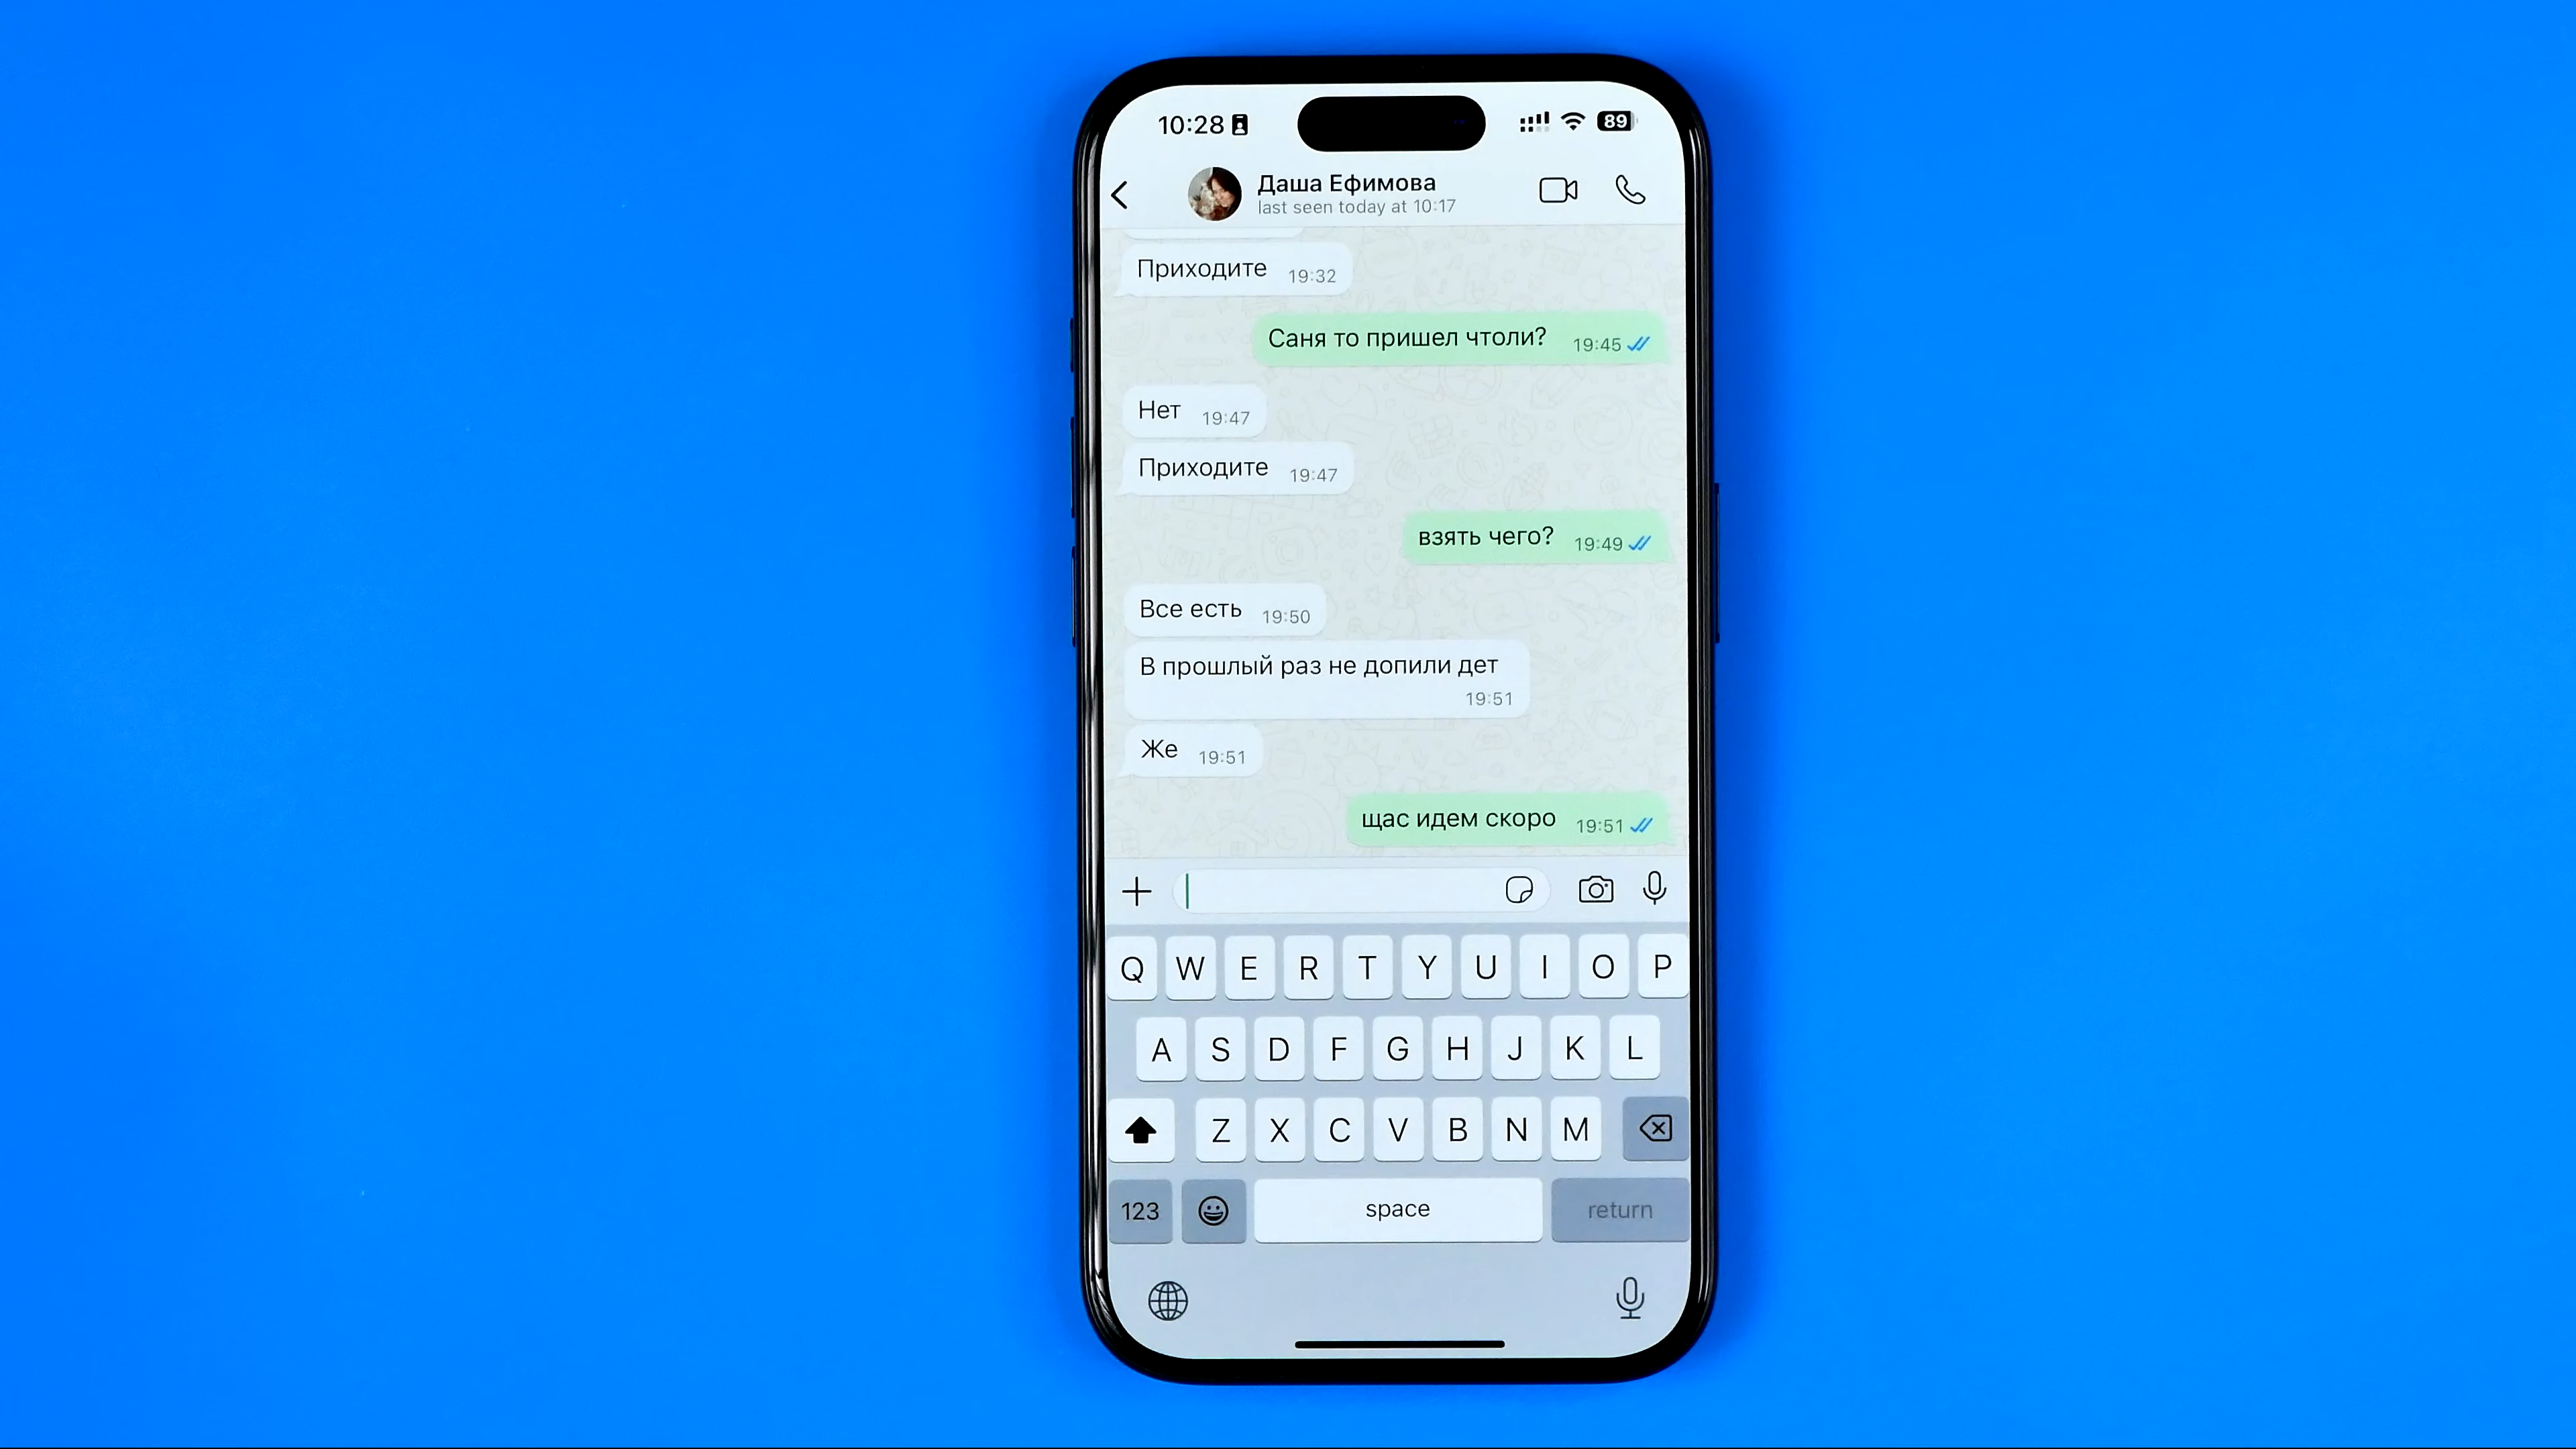 10:28
89
Даша Ефимова
last seen today at 10:17
Приходите 19:32
Саня то пришел чтоли? 19:45
Нет 19:47
Приходите 19:47
взять чего? 19:49
Все есть 19:50
В прошлый раз не допили дет
19:51
Же 19:51
щас идем скоро 19:51
Q W E R T Y U I O P
A S D F G H J K L
Z X C V B N M
123 space return